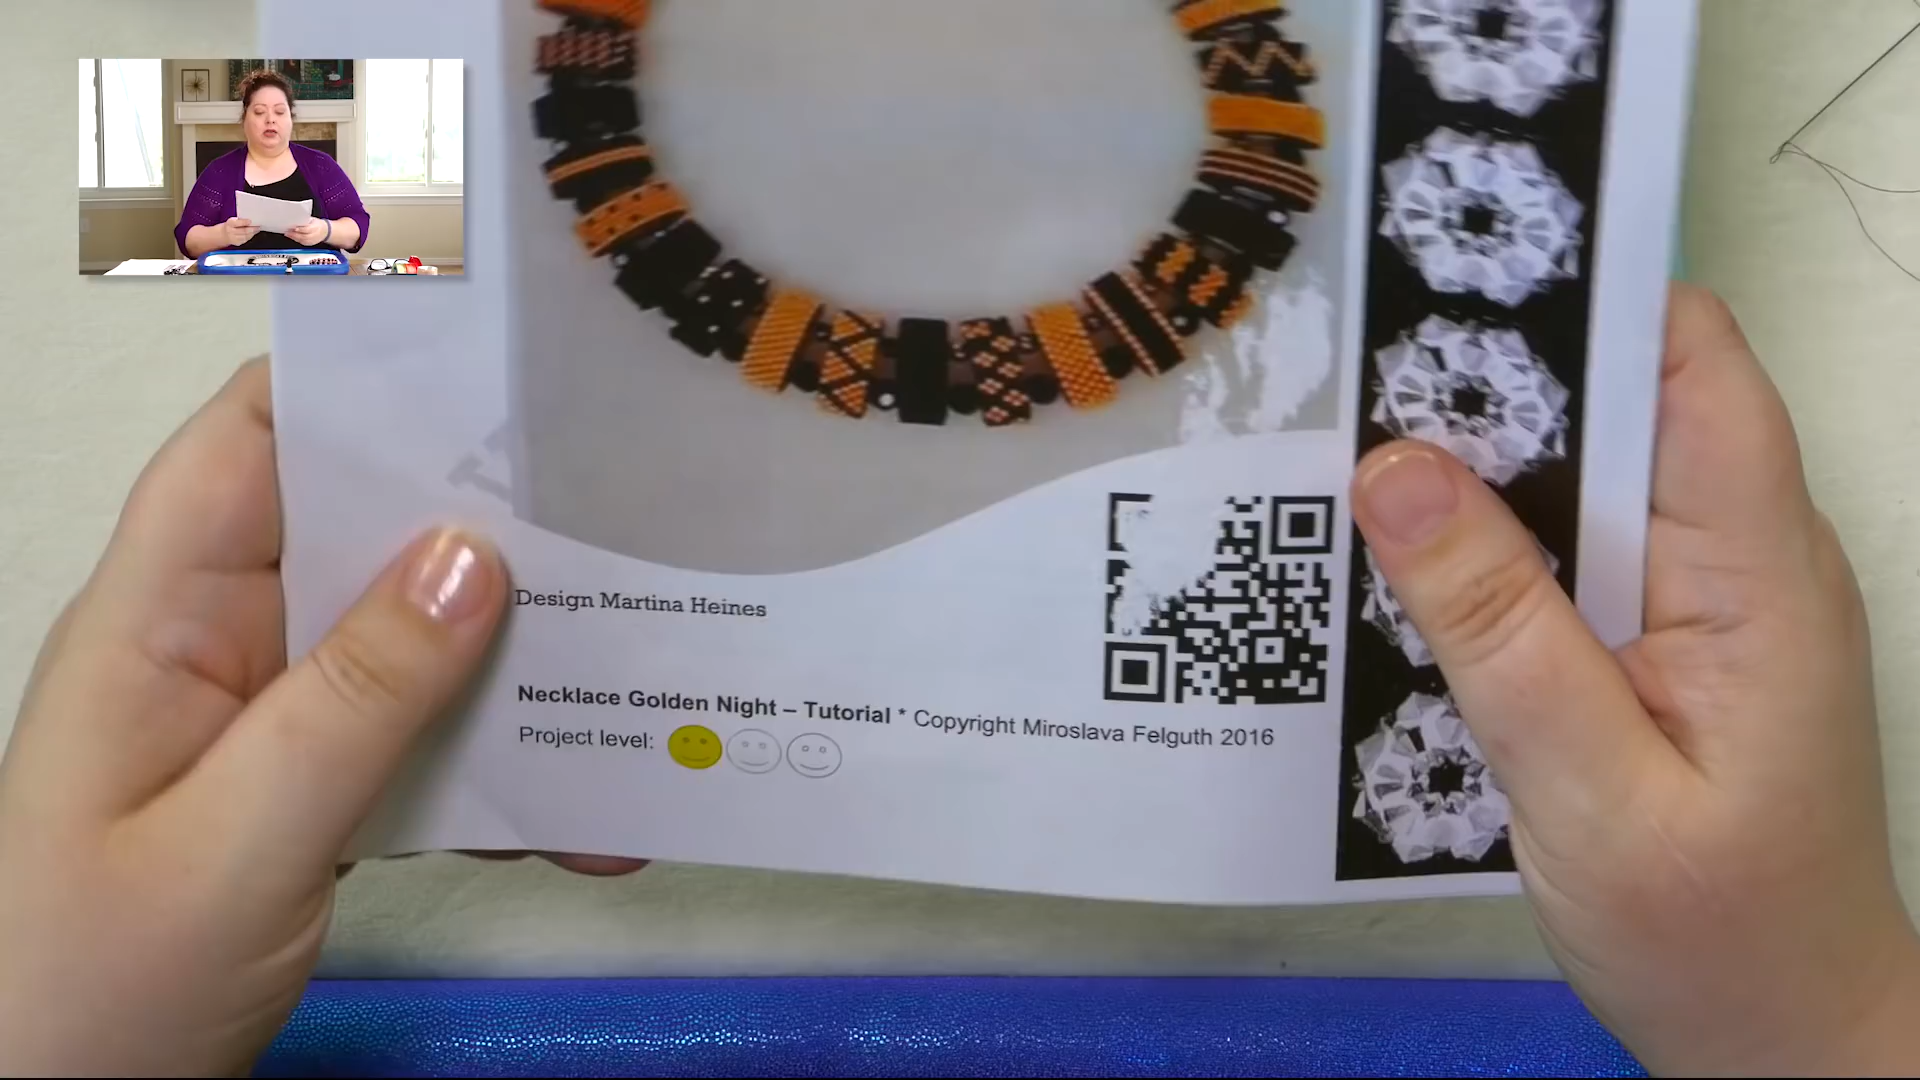 Design Martina Heines
Necklace Golden Night – Tutorial * Copyright Miroslava Felguth 2016
Project level: